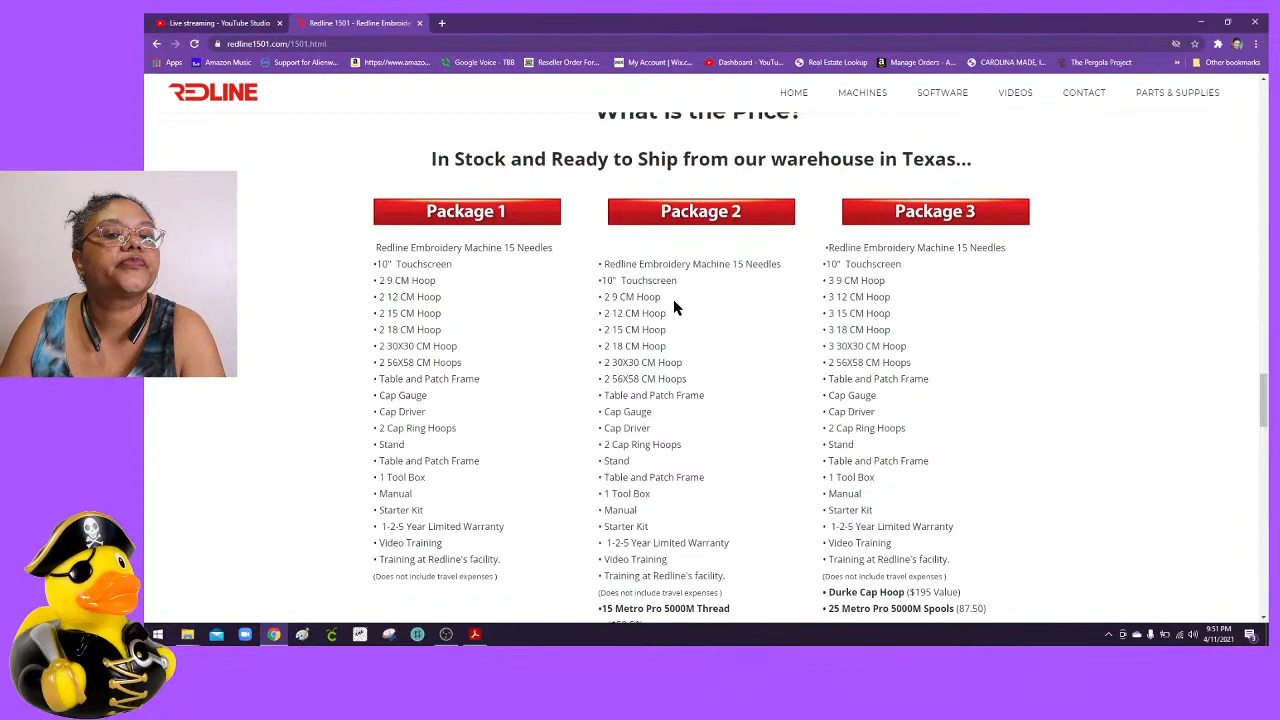 Live streaming - YouTube Studio
Redline 1501 - Redline Embroide
redline1501.com/1501.html
Apps
Amazon Music
Support for Alienw...
https://www.amazo...
Google Voice - TBB
Reseller Order For...
My Account | Wix.c...
Dashboard - YouTu...
Real Estate Lookup
Manage Orders - A...
CAROLINA MADE, I...
The Pergola Project
Other bookmarks
REDLINE
HOME
MACHINES
SOFTWARE
VIDEOS
CONTACT
PARTS & SUPPLIES
What is the Price?
In Stock and Ready to Ship from our warehouse in Texas...
Package 1
Redline Embroidery Machine 15 Needles
•10" Touchscreen
• 2 9 CM Hoop
• 2 12 CM Hoop
• 2 15 CM Hoop
• 2 18 CM Hoop
• 2 30X30 CM Hoop
• 2 56X58 CM Hoops
• Table and Patch Frame
• Cap Gauge
• Cap Driver
• 2 Cap Ring Hoops
• Stand
• Table and Patch Frame
• 1 Tool Box
• Manual
• Starter Kit
• 1-2-5 Year Limited Warranty
• Video Training
• Training at Redline's facility.
(Does not include travel expenses )
Package 2
• Redline Embroidery Machine 15 Needles
•10" Touchscreen
• 2 9 CM Hoop
• 2 12 CM Hoop
• 2 15 CM Hoop
• 2 18 CM Hoop
• 2 30X30 CM Hoop
• 2 56X58 CM Hoops
• Table and Patch Frame
• Cap Gauge
• Cap Driver
• 2 Cap Ring Hoops
• Stand
• Table and Patch Frame
• 1 Tool Box
• Manual
• Starter Kit
• 1-2-5 Year Limited Warranty
• Video Training
• Training at Redline's facility.
(Does not include travel expenses )
•15 Metro Pro 5000M Thread
Package 3
•Redline Embroidery Machine 15 Needles
•10" Touchscreen
• 3 9 CM Hoop
• 3 12 CM Hoop
• 3 15 CM Hoop
• 3 18 CM Hoop
• 3 30X30 CM Hoop
• 2 56X58 CM Hoops
• Table and Patch Frame
• Cap Gauge
• Cap Driver
• 2 Cap Ring Hoops
• Stand
• Table and Patch Frame
• 1 Tool Box
• Manual
• Starter Kit
• 1-2-5 Year Limited Warranty
• Video Training
• Training at Redline's facility.
(Does not include travel expenses )
• Durke Cap Hoop ($195 Value)
• 25 Metro Pro 5000M Spools (87.50)
9:51 PM
4/11/2021